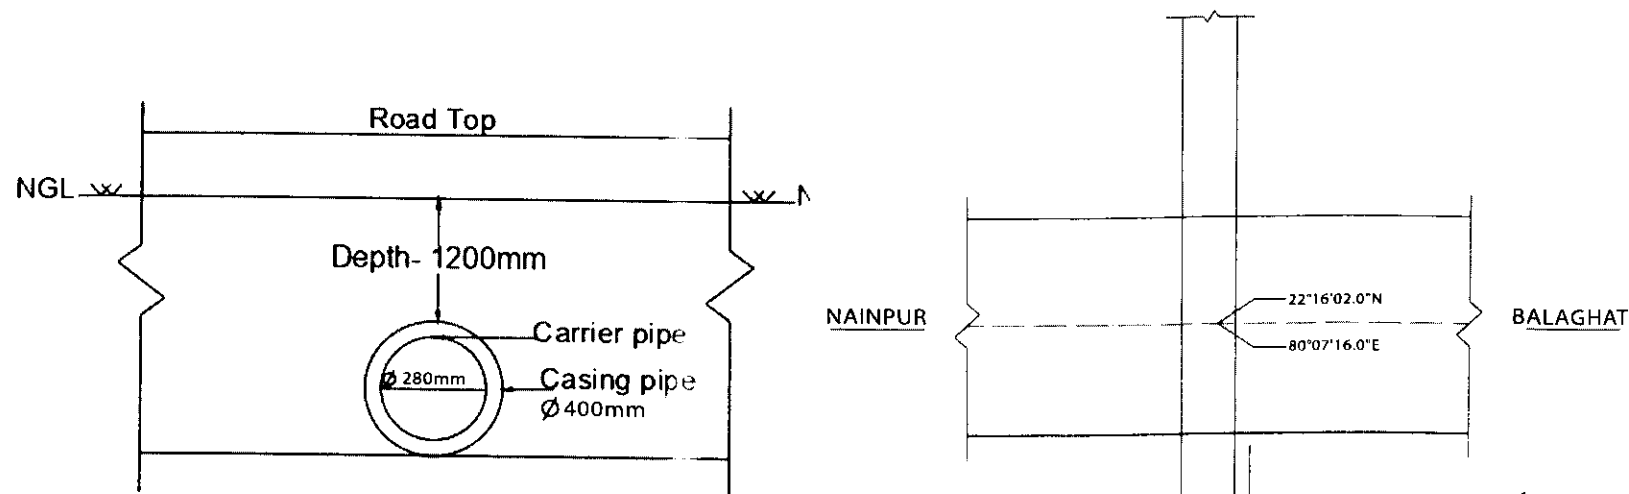 Road Top
NGL
Depth- 1200mm
Carrier pipe
Ø 280mm
Casing pipe
Ø 400mm
NAINPUR
22°16'02.0"N
80°07'16.0"E
BALAGHAT